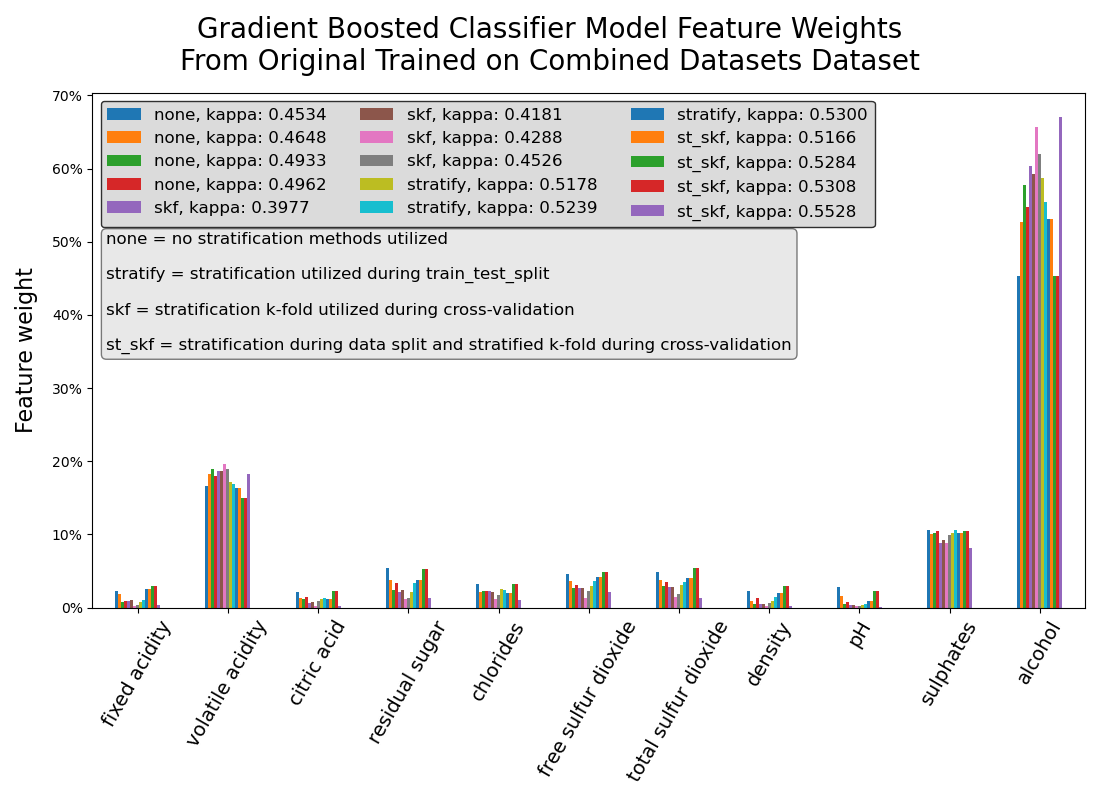 Gradient Boosted Classifier Model Feature Weights
From Original Trained on Combined Datasets Dataset
70%
60%
50%
40%
30%
20%
10%
0%
Feature weight
none, kappa: 0.4534
none, kappa: 0.4648
none, kappa: 0.4933
none, kappa: 0.4962
skf, kappa: 0.3977
skf, kappa: 0.4181
skf, kappa: 0.4288
skf, kappa: 0.4526
stratify, kappa: 0.5178
stratify, kappa: 0.5239
stratify, kappa: 0.5300
st_skf, kappa: 0.5166
st_skf, kappa: 0.5284
st_skf, kappa: 0.5308
st_skf, kappa: 0.5528
none = no stratification methods utilized
stratify = stratification utilized during train_test_split
skf = stratification k-fold utilized during cross-validation
st_skf = stratification during data split and stratified k-fold during cross-validation
fixed acidity
volatile acidity
citric acid
residual sugar
chlorides
free sulfur dioxide
total sulfur dioxide
density
pH
sulphates
alcohol